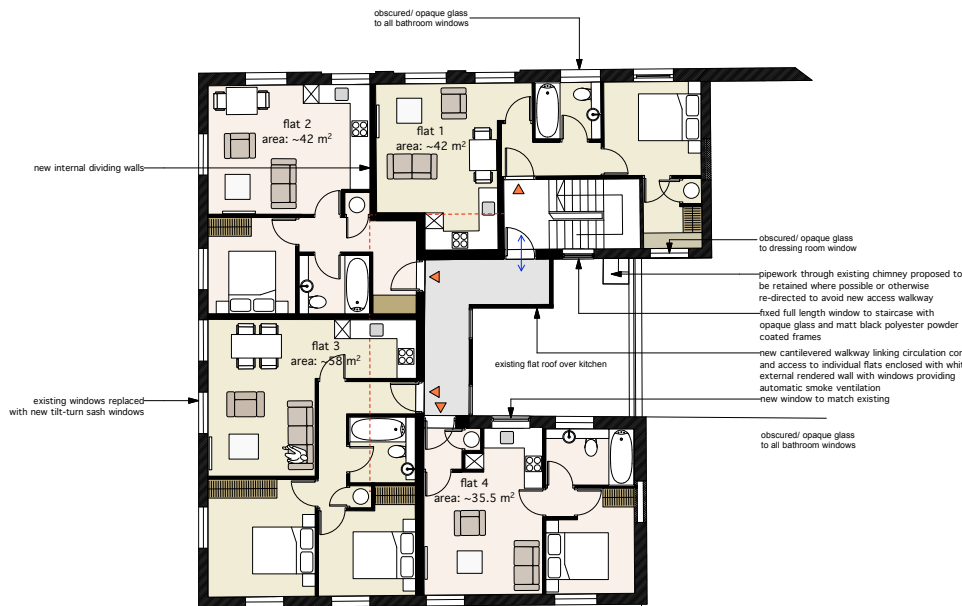 obscured/ opaque glass
to all bathroom windows
flat 2
area: ~42 m²
flat 1
area: ~42 m²
new internal dividing walls
obscured/ opaque glass
to dressing room window
pipework through existing chimney proposed to
be retained where possible or otherwise
re-directed to avoid new access walkway
fixed full length window to staircase with
opaque glass and matt black polyester powder
coated frames
flat 3
area: ~58 m²
existing flat roof over kitchen
new cantilevered walkway linking circulation cor
and access to individual flats enclosed with whit
external rendered wall with windows providing
automatic smoke ventilation
new window to match existing
existing windows replaced
with new tilt-turn sash windows
obscured/ opaque glass
to all bathroom windows
flat 4
area: ~35.5 m²